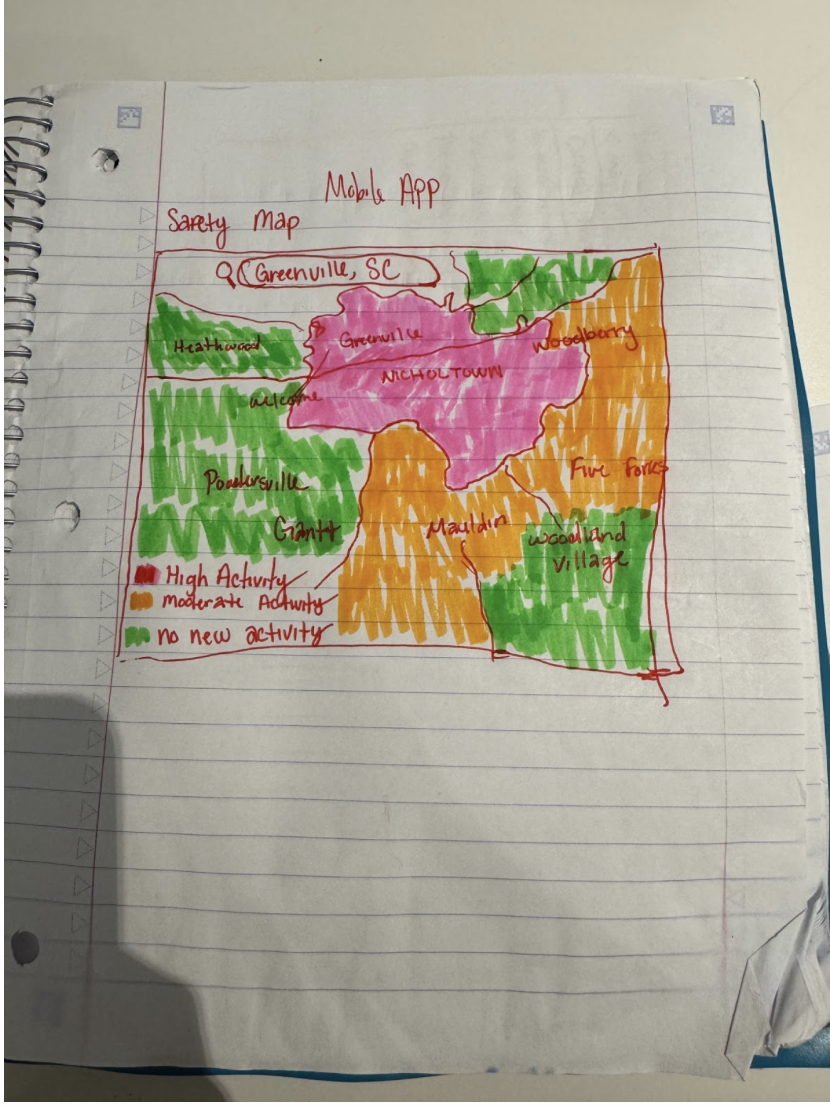 Mobile App
Safety Map
Greenville, SC
Greenville
Woodberry
Heathwood
NICHOLTOWN
Welcome
Five Forks
Powdersville
Mauldin
Giantt
Woodland
Village
High Activity
Moderate Activity
no new activity